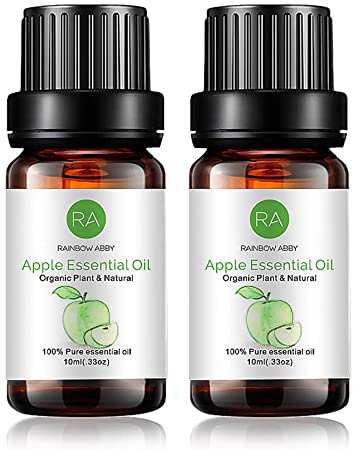 RA
RAINBOW ABBY
Apple Essential Oil
Organic Plant & Natural
100% Pure essential oil
10ml(.33oz)
RA
RAINBOW ABBY
Apple Essential Oil
Organic Plant & Natural
100% Pure essential oil
10ml(.33oz)